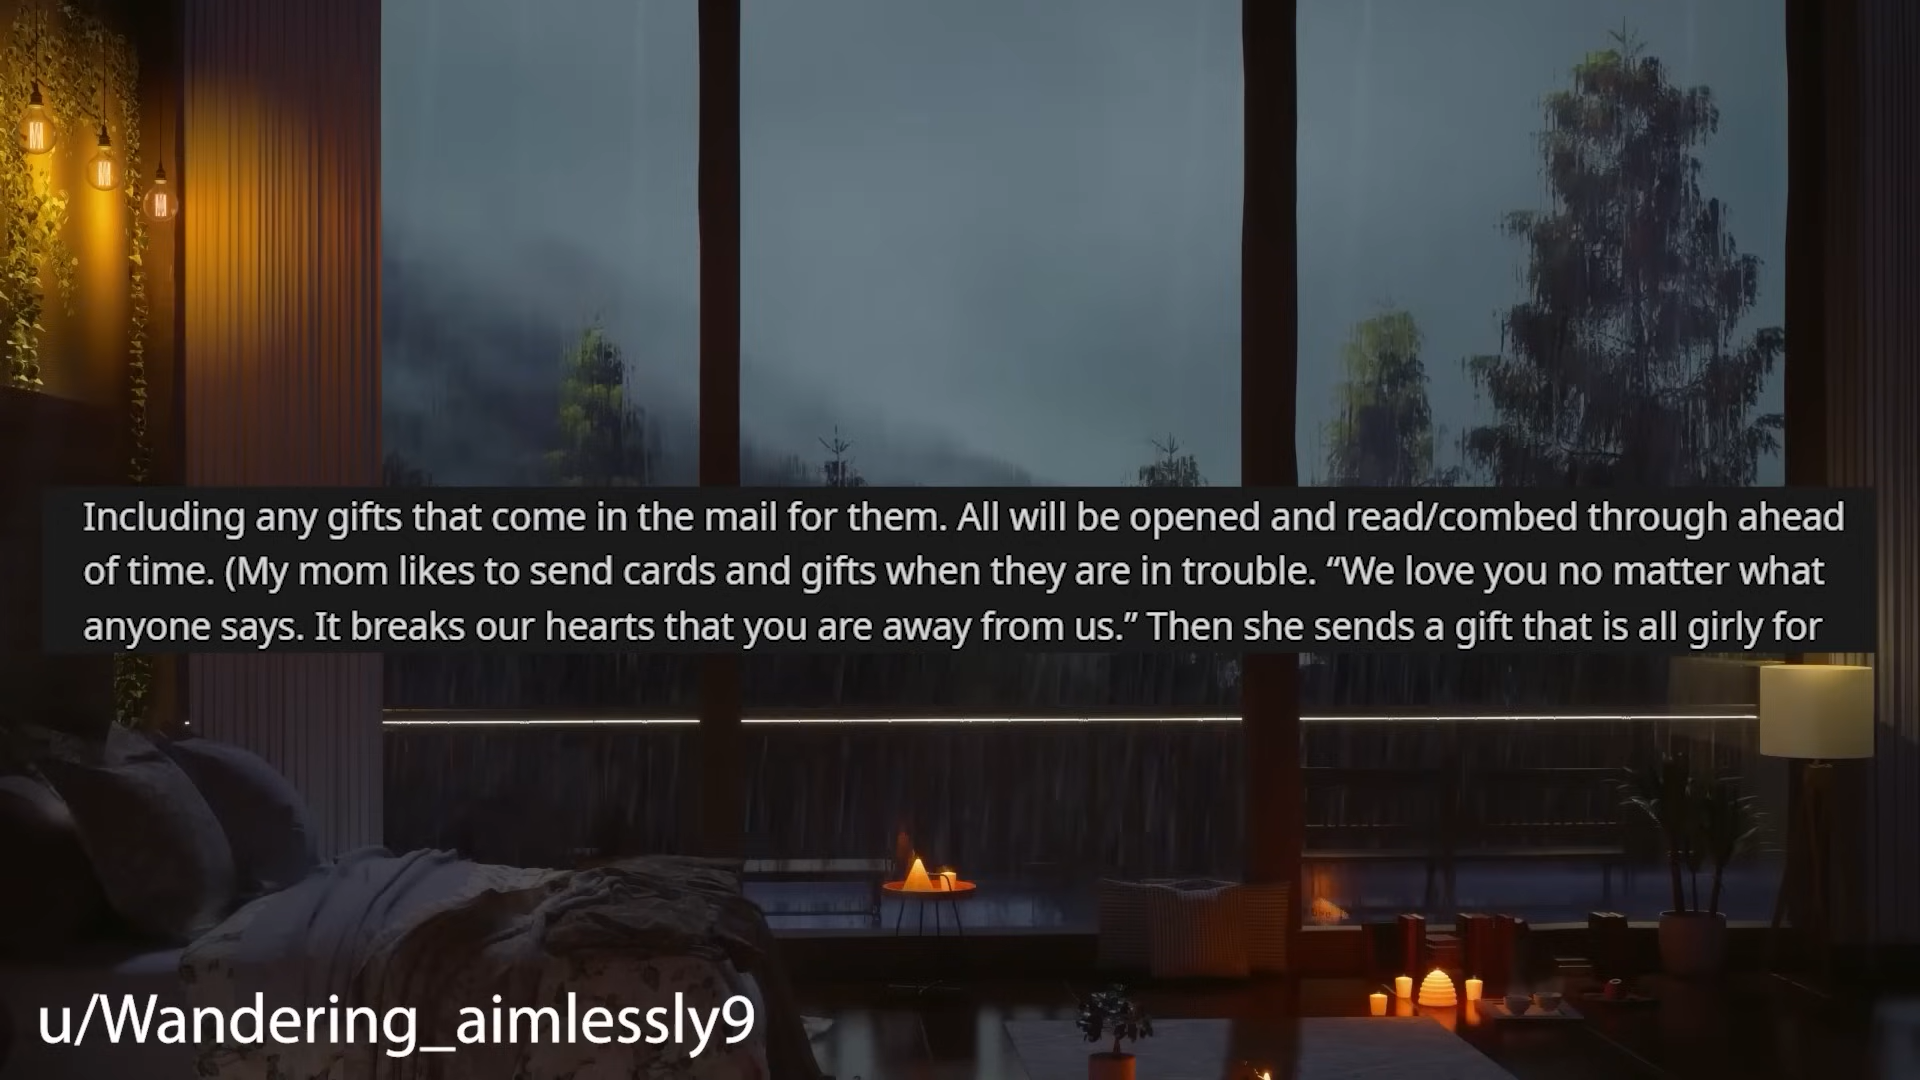 Including any gifts that come in the mail for them. All will be opened and read/combed through ahead
of time. (My mom likes to send cards and gifts when they are in trouble. “We love you no matter what
anyone says. It breaks our hearts that you are away from us.” Then she sends a gift that is all girly for
u/Wandering_aimlessly9